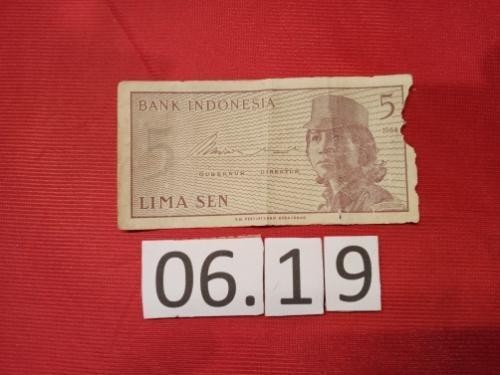 BANK INDONESIA
5
5
1964
GUBERNUR DIREKTUR
LIMA SEN
06.19